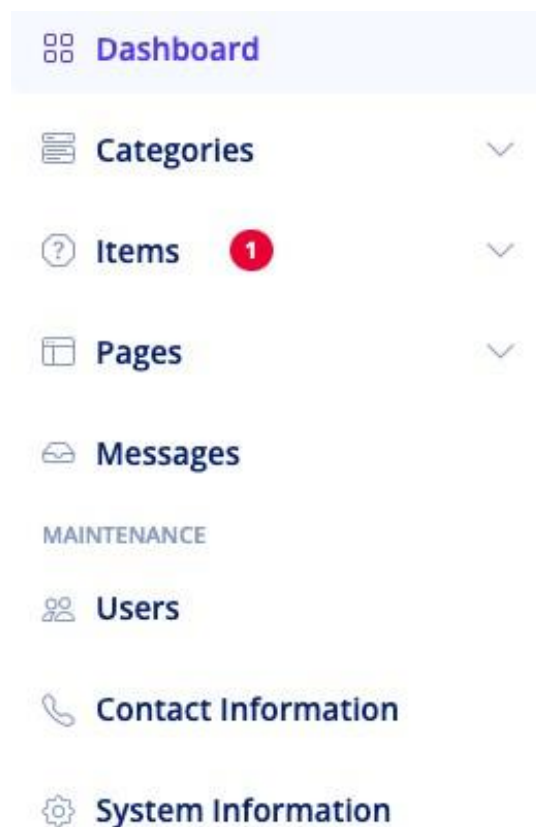 Dashboard
Categories
Items 1
Pages
Messages
MAINTENANCE
Users
Contact Information
System Information